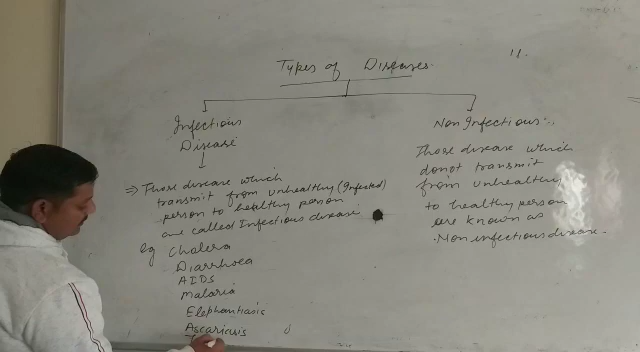 Types of Diseases
11.
Infectious
Disease
⇒ Those disease which
transmit from unhealthy (Infected)
person to healthy person
are called Infectious disease
eg Cholera
Diarrhoea
AIDS
Malaria
Elephantiasis
Ascariasis
Non Infectious
Those disease which
donot transmit
from unhealthy
to healthy person
are known as
Non infectious disease